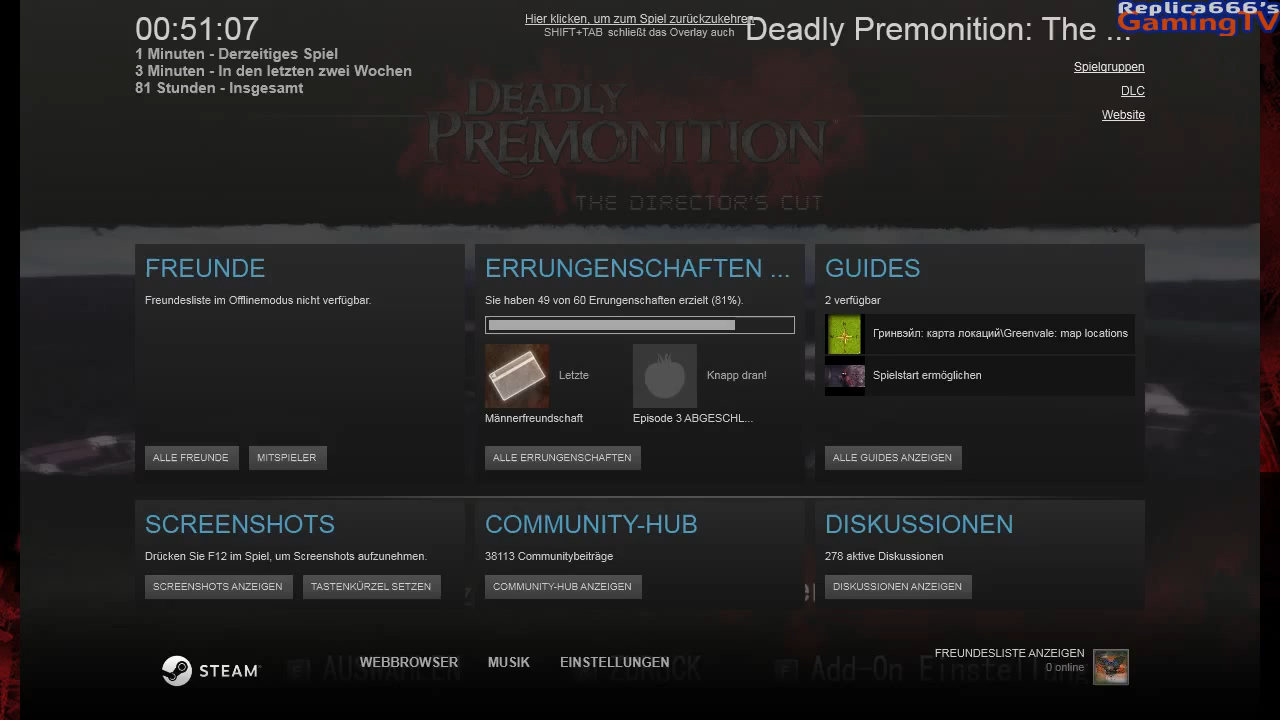 00:51:07
1 Minuten - Derzeitiges Spiel
3 Minuten - In den letzten zwei Wochen
81 Stunden - Insgesamt
Hier klicken, um zum Spiel zurückzukehren
SHIFT+TAB schließt das Overlay auch
Deadly Premonition: The ...
Replica666's
GamingTV
Spielgruppen
DLC
Website
DEADLY
PREMONITION
THE DIRECTOR'S CUT
FREUNDE
Freundesliste im Offlinemodus nicht verfügbar.
ALLE FREUNDE
MITSPIELER
ERRUNGENSCHAFTEN ...
Sie haben 49 von 60 Errungenschaften erzielt (81%).
Letzte
Männerfreundschaft
Knapp dran!
Episode 3 ABGESCHL...
ALLE ERRUNGENSCHAFTEN
GUIDES
2 verfügbar
Гринвэйл: карта локаций\Greenvale: map locations
Spielstart ermöglichen
ALLE GUIDES ANZEIGEN
SCREENSHOTS
Drücken Sie F12 im Spiel, um Screenshots aufzunehmen.
SCREENSHOTS ANZEIGEN
TASTENKÜRZEL SETZEN
COMMUNITY-HUB
38113 Communitybeiträge
COMMUNITY-HUB ANZEIGEN
DISKUSSIONEN
278 aktive Diskussionen
DISKUSSIONEN ANZEIGEN
STEAM
WEBBROWSER
MUSIK
EINSTELLUNGEN
FREUNDESLISTE ANZEIGEN
0 online
AUSWÄHLEN
ZURÜCK
F Add-On Einstellung